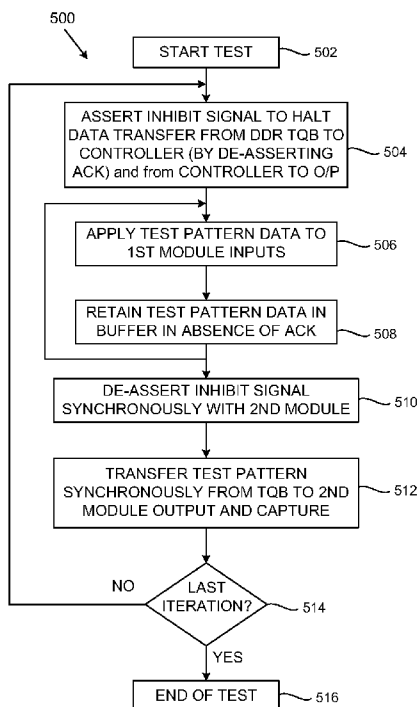 500
START TEST
502
ASSERT INHIBIT SIGNAL TO HALT
DATA TRANSFER FROM DDR TQB TO
CONTROLLER (BY DE-ASSERTING
ACK) and from CONTROLLER TO O/P
504
APPLY TEST PATTERN DATA TO
1ST MODULE INPUTS
506
RETAIN TEST PATTERN DATA IN
BUFFER IN ABSENCE OF ACK
508
DE-ASSERT INHIBIT SIGNAL
SYNCHRONOUSLY WITH 2ND MODULE
510
TRANSFER TEST PATTERN
SYNCHRONOUSLY FROM TQB TO 2ND
MODULE OUTPUT AND CAPTURE
512
NO
LAST
ITERATION?
514
YES
END OF TEST
516